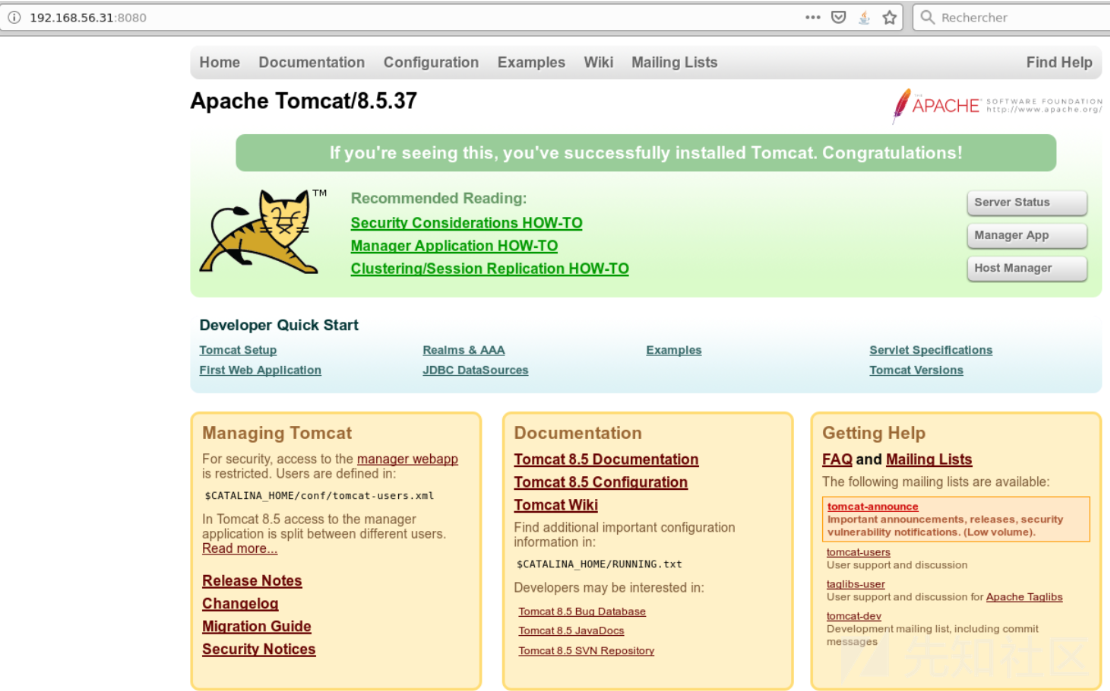 192.168.56.31:8080
Rechercher
Home Documentation Configuration Examples Wiki Mailing Lists Find Help
Apache Tomcat/8.5.37
THE
APACHE SOFTWARE FOUNDATION
http://www.apache.org/
If you're seeing this, you've successfully installed Tomcat. Congratulations!
TM
Recommended Reading:
Security Considerations HOW-TO
Manager Application HOW-TO
Clustering/Session Replication HOW-TO
Server Status
Manager App
Host Manager
Developer Quick Start
Tomcat Setup
First Web Application
Realms & AAA
JDBC DataSources
Examples
Servlet Specifications
Tomcat Versions
Managing Tomcat
For security, access to the manager webapp
is restricted. Users are defined in:
$CATALINA_HOME/conf/tomcat-users.xml
In Tomcat 8.5 access to the manager
application is split between different users.
Read more...
Release Notes
Changelog
Migration Guide
Security Notices
Documentation
Tomcat 8.5 Documentation
Tomcat 8.5 Configuration
Tomcat Wiki
Find additional important configuration
information in:
$CATALINA_HOME/RUNNING.txt
Developers may be interested in:
Tomcat 8.5 Bug Database
Tomcat 8.5 JavaDocs
Tomcat 8.5 SVN Repository
Getting Help
FAQ and Mailing Lists
The following mailing lists are available:
tomcat-announce
Important announcements, releases, security
vulnerability notifications. (Low volume).
tomcat-users
User support and discussion
taglibs-user
User support and discussion for Apache Taglibs
tomcat-dev
Development mailing list, including commit
messages
先知社区